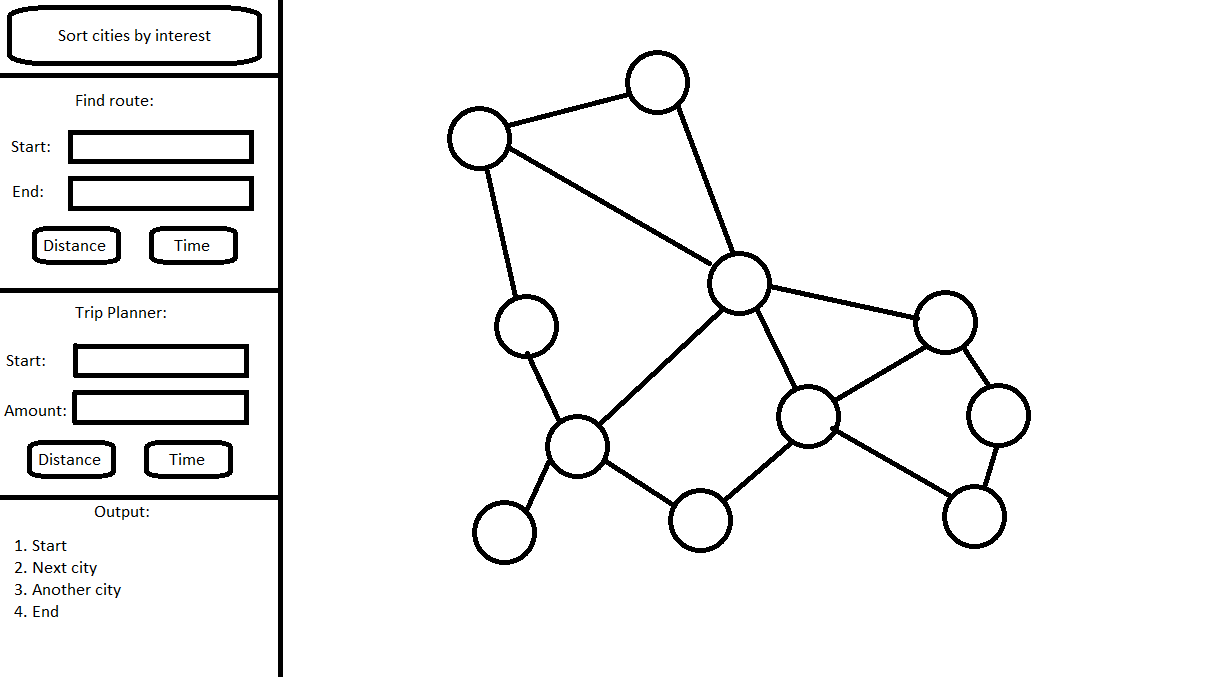 Sort cities by interest
Find route:
Start:
End:
Distance
Time
Trip Planner:
Start:
Amount:
Distance
Time
Output:
1. Start
2. Next city
3. Another city
4. End